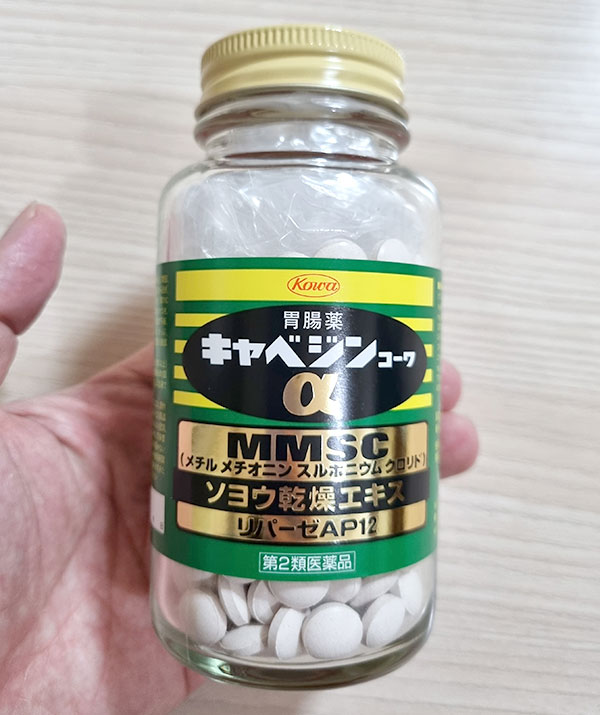 Kowa
胃腸薬
キャベジンコーワ
α
MMSC
(メチル メチオニン スルホニウム クロリド)
ソヨウ乾燥エキス
リパーゼAP12
第2類医薬品